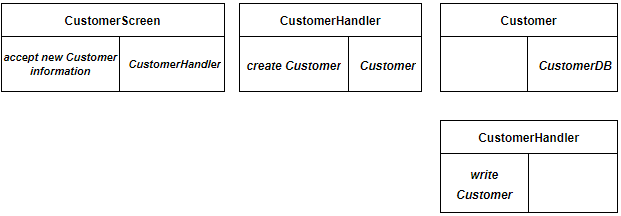 CustomerScreen
accept new Customer
information
CustomerHandler
CustomerHandler
create Customer
Customer
Customer
CustomerDB
CustomerHandler
write
Customer